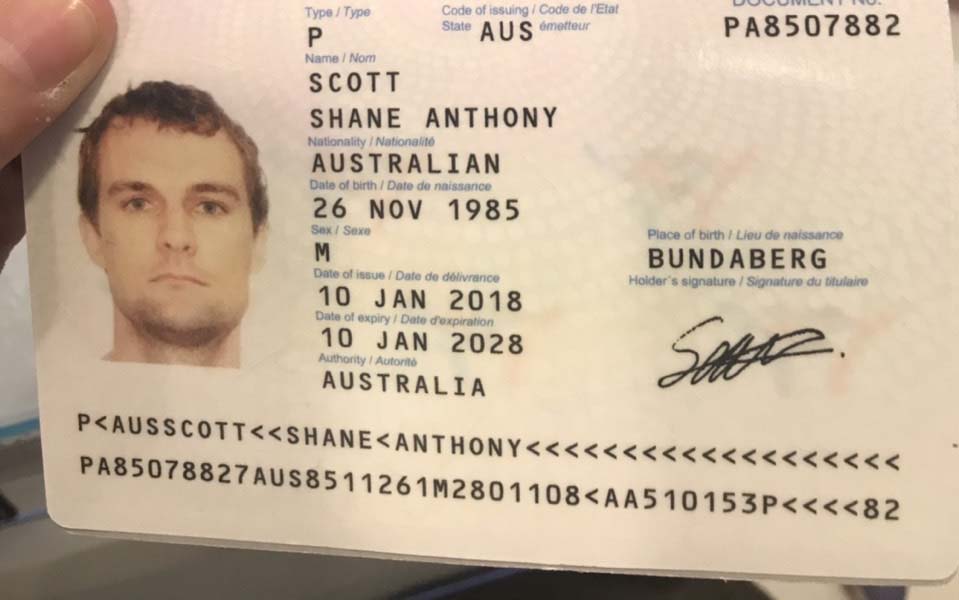 Type / Type
Code of issuing / Code de l'Etat
State
émetteur
DOCUMENT No.
P
AUS
PA8507882
Name / Nom
SCOTT
SHANE ANTHONY
Nationality / Nationalité
AUSTRALIAN
Date of birth / Date de naissance
26 NOV 1985
Sex / Sexe
M
Place of birth / Lieu de naissance
BUNDABERG
Date of issue / Date de délivrance
10 JAN 2018
Holder's signature / Signature du titulaire
Date of expiry / Date d'expiration
10 JAN 2028
Authority / Autorité
AUSTRALIA
P<AUSSCOTT<<SHANE<ANTHONY<<<<<<<<<<<<<<<<<<<
PA85078827AUS8511261M2801108<AA510153P<<<<82